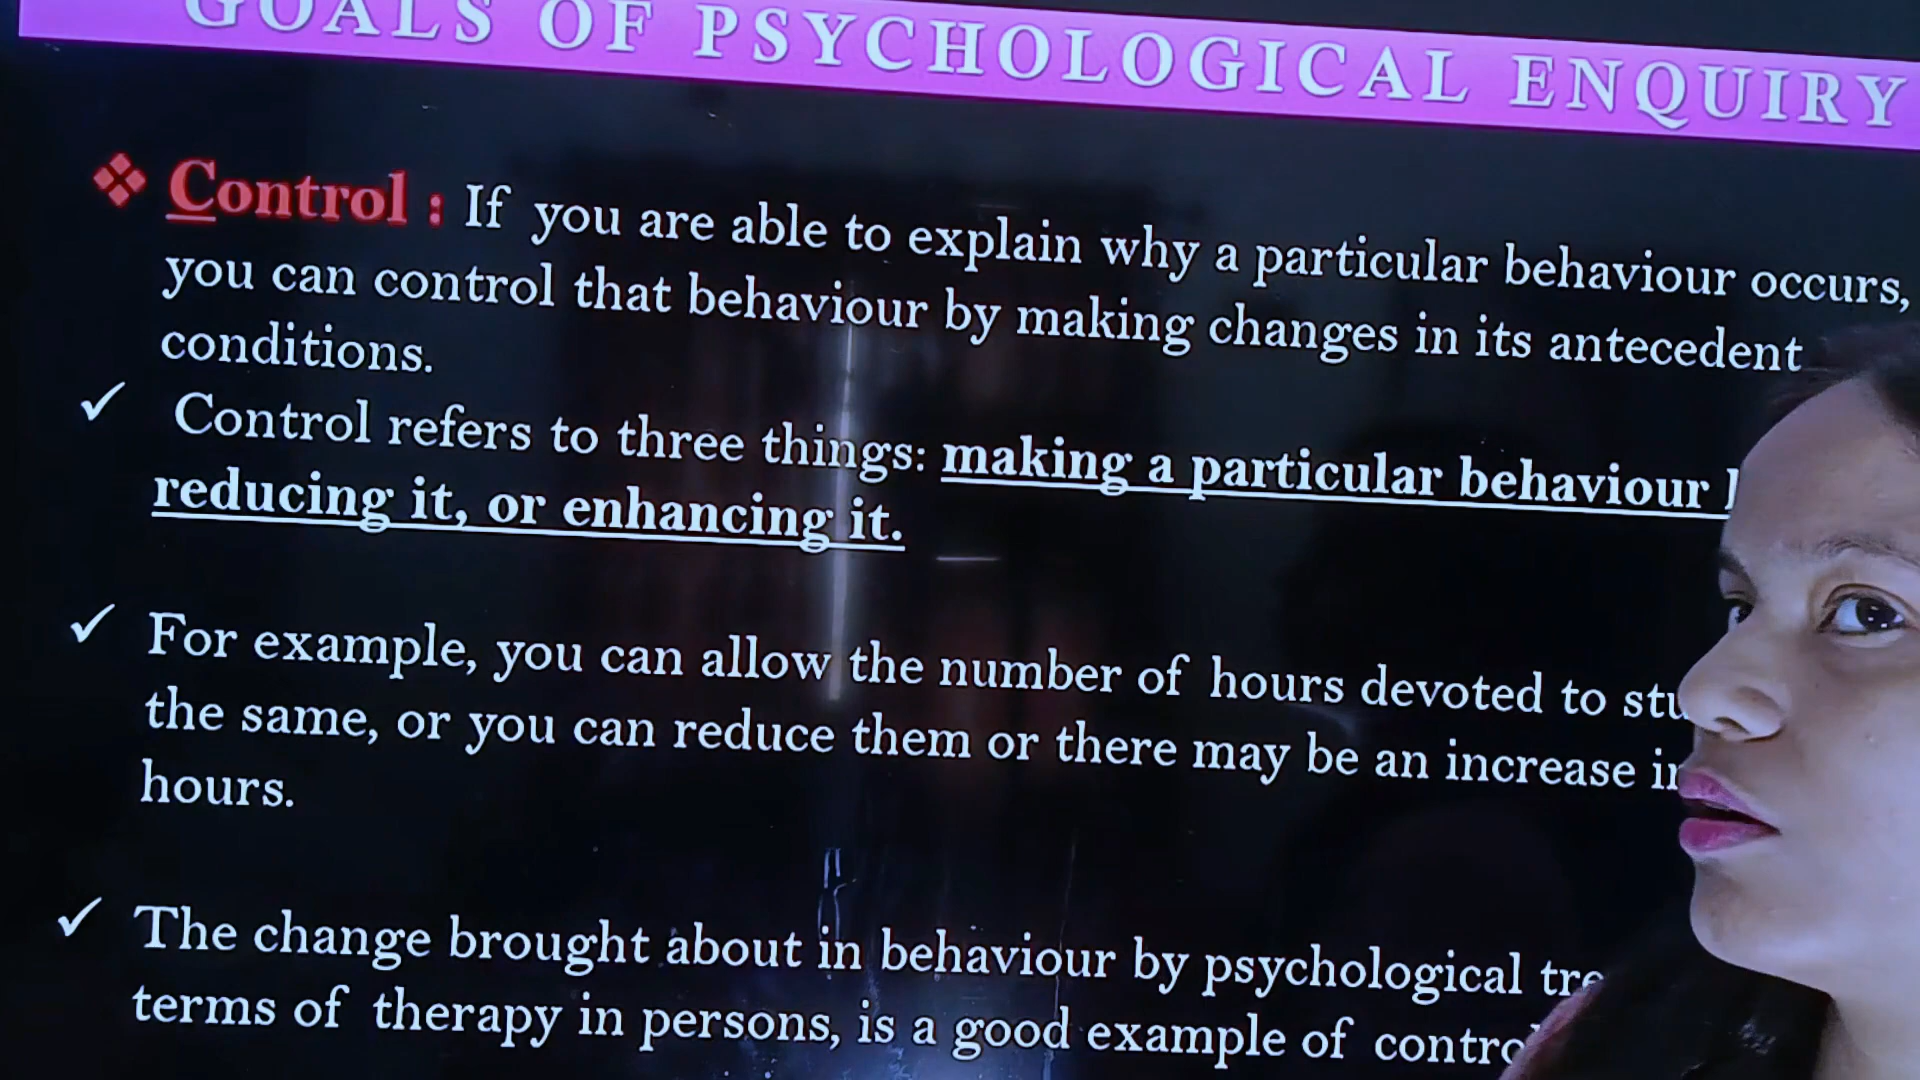 GOALS OF PSYCHOLOGICAL ENQUIRY
❖ Control : If you are able to explain why a particular behaviour occurs,
you can control that behaviour by making changes in its antecedent
conditions.
✓ Control refers to three things: making a particular behaviour
reducing it, or enhancing it.
✓ For example, you can allow the number of hours devoted to
the same, or you can reduce them or there may be an increase
hours.
✓ The change brought about in behaviour by psychological
terms of therapy in persons, is a good example of